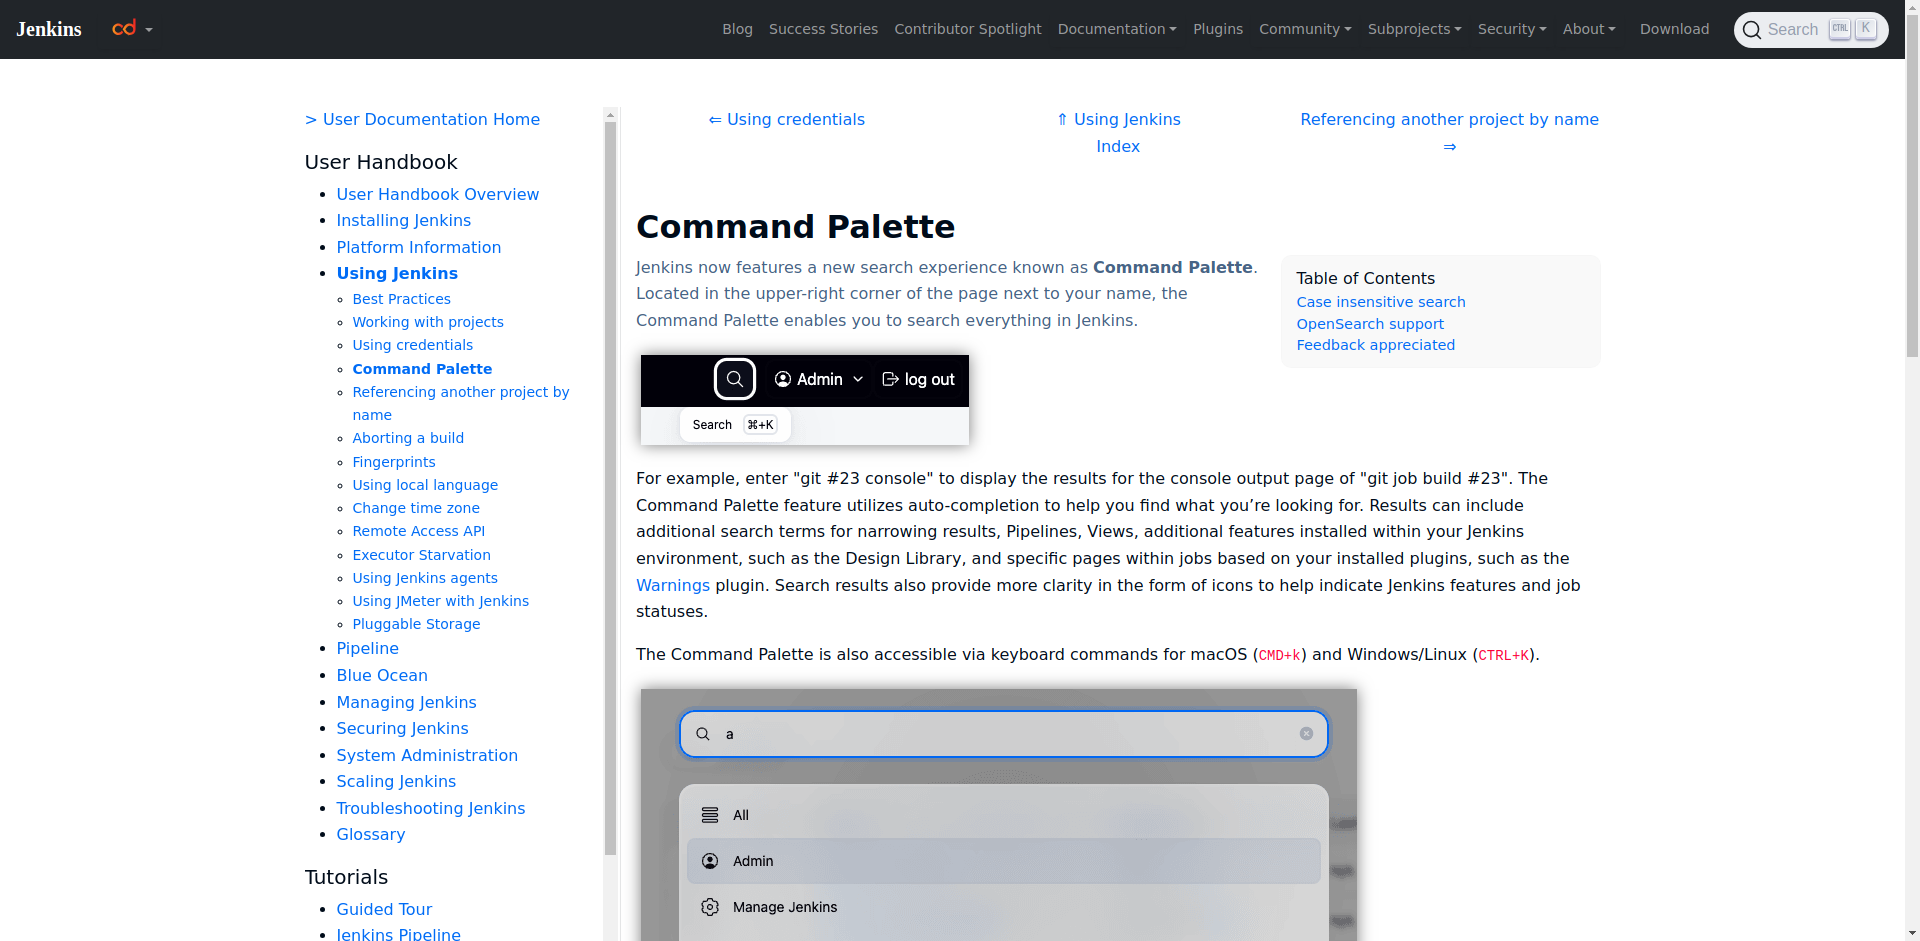 Jenkins
Blog Success Stories Contributor Spotlight Documentation Plugins Community Subprojects Security About Download
Search CTRL K
> User Documentation Home
User Handbook
User Handbook Overview
Installing Jenkins
Platform Information
Using Jenkins
Best Practices
Working with projects
Using credentials
Command Palette
Referencing another project by
name
Aborting a build
Fingerprints
Using local language
Change time zone
Remote Access API
Executor Starvation
Using Jenkins agents
Using JMeter with Jenkins
Pluggable Storage
Pipeline
Blue Ocean
Managing Jenkins
Securing Jenkins
System Administration
Scaling Jenkins
Troubleshooting Jenkins
Glossary
Tutorials
Guided Tour
Jenkins Pipeline
⇐ Using credentials
⇑ Using Jenkins
Index
Referencing another project by name
⇒
Command Palette
Jenkins now features a new search experience known as Command Palette.
Located in the upper-right corner of the page next to your name, the
Command Palette enables you to search everything in Jenkins.
Table of Contents
Case insensitive search
OpenSearch support
Feedback appreciated
Admin log out
Search ⌘+K
For example, enter "git #23 console" to display the results for the console output page of "git job build #23". The
Command Palette feature utilizes auto-completion to help you find what you’re looking for. Results can include
additional search terms for narrowing results, Pipelines, Views, additional features installed within your Jenkins
environment, such as the Design Library, and specific pages within jobs based on your installed plugins, such as the
Warnings plugin. Search results also provide more clarity in the form of icons to help indicate Jenkins features and job
statuses.
The Command Palette is also accessible via keyboard commands for macOS (CMD+k) and Windows/Linux (CTRL+K).
a
All
Admin
Manage Jenkins